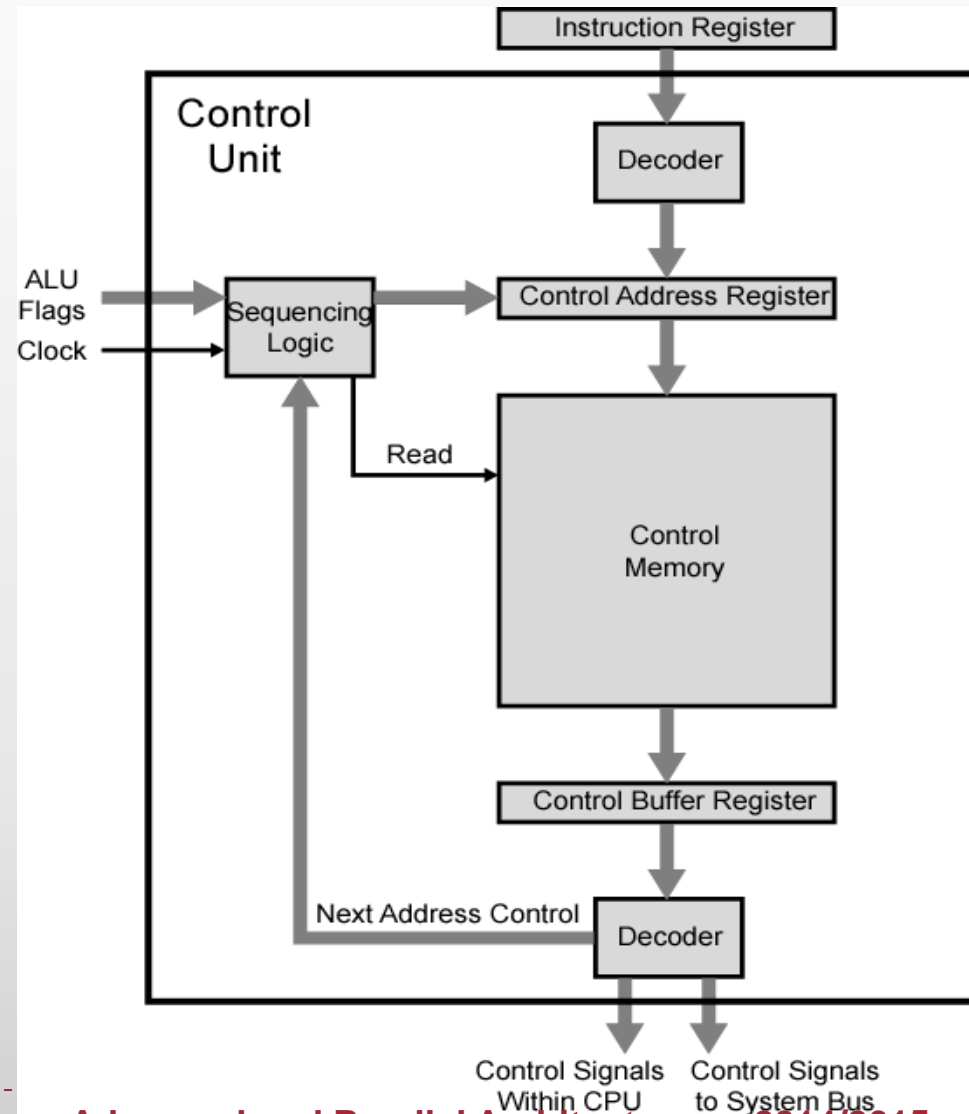 Instruction Register
Control
Unit
Decoder
ALU
Flags
Clock
Sequencing
Logic
Control Address Register
Read
Control
Memory
Control Buffer Register
Next Address Control
Decoder
Control Signals
Within CPU
Control Signals
to System Bus